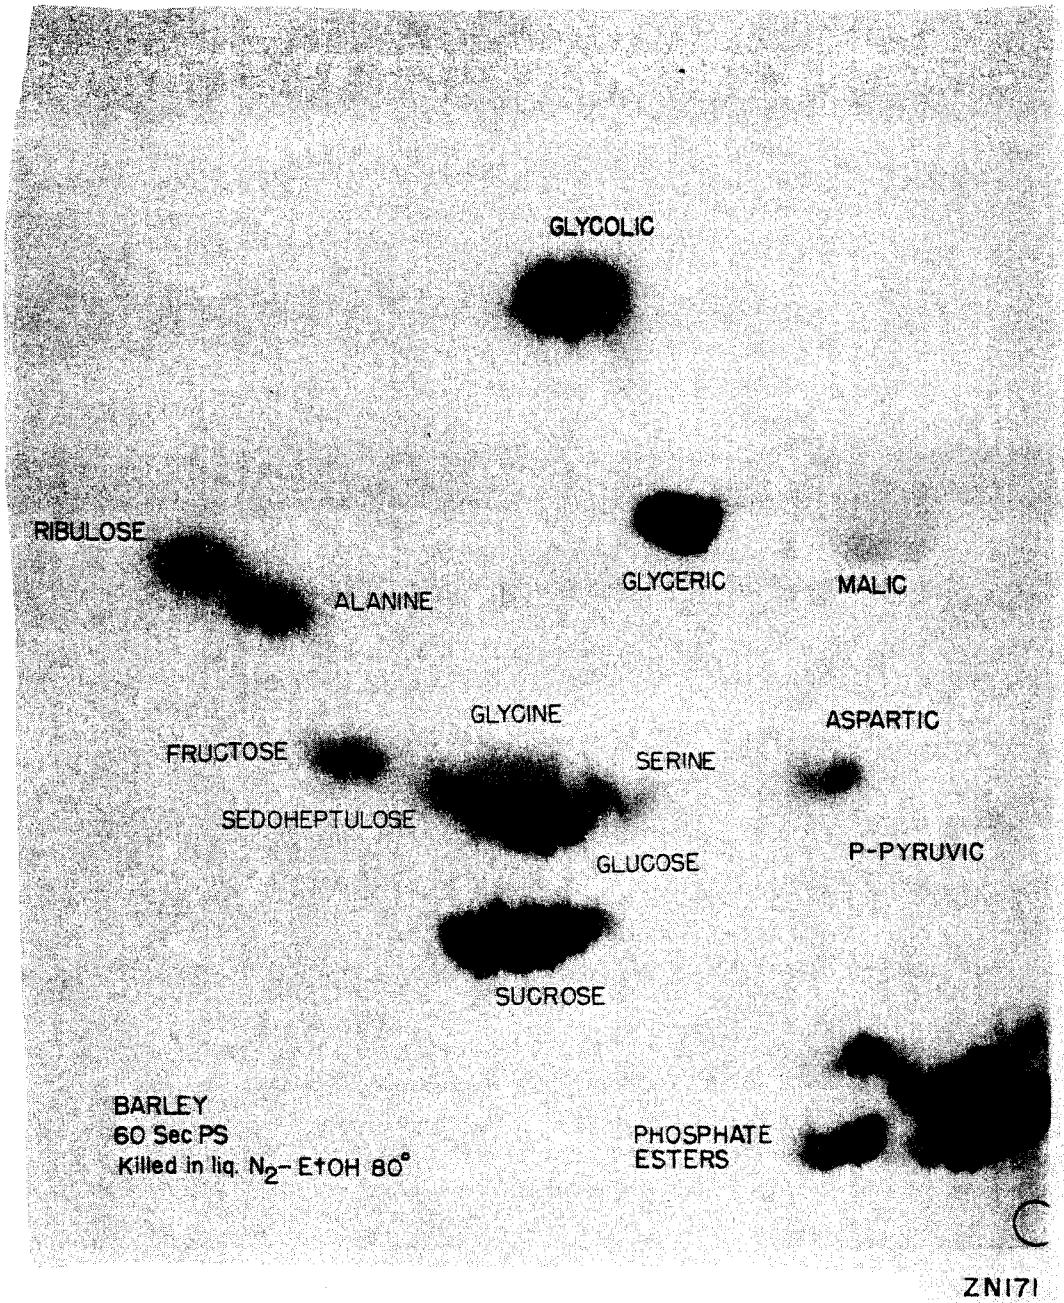 GLYCOLIC
RIBULOSE
GLYCERIC
MALIC
ALANINE
GLYCINE
ASPARTIC
FRUCTOSE
SERINE
SEDOHEPTULOSE
P-PYRUVIC
GLUCOSE
SUCROSE
BARLEY
60 Sec PS
Killed in liq. N2- EtOH 80°
PHOSPHATE
ESTERS
ZN171